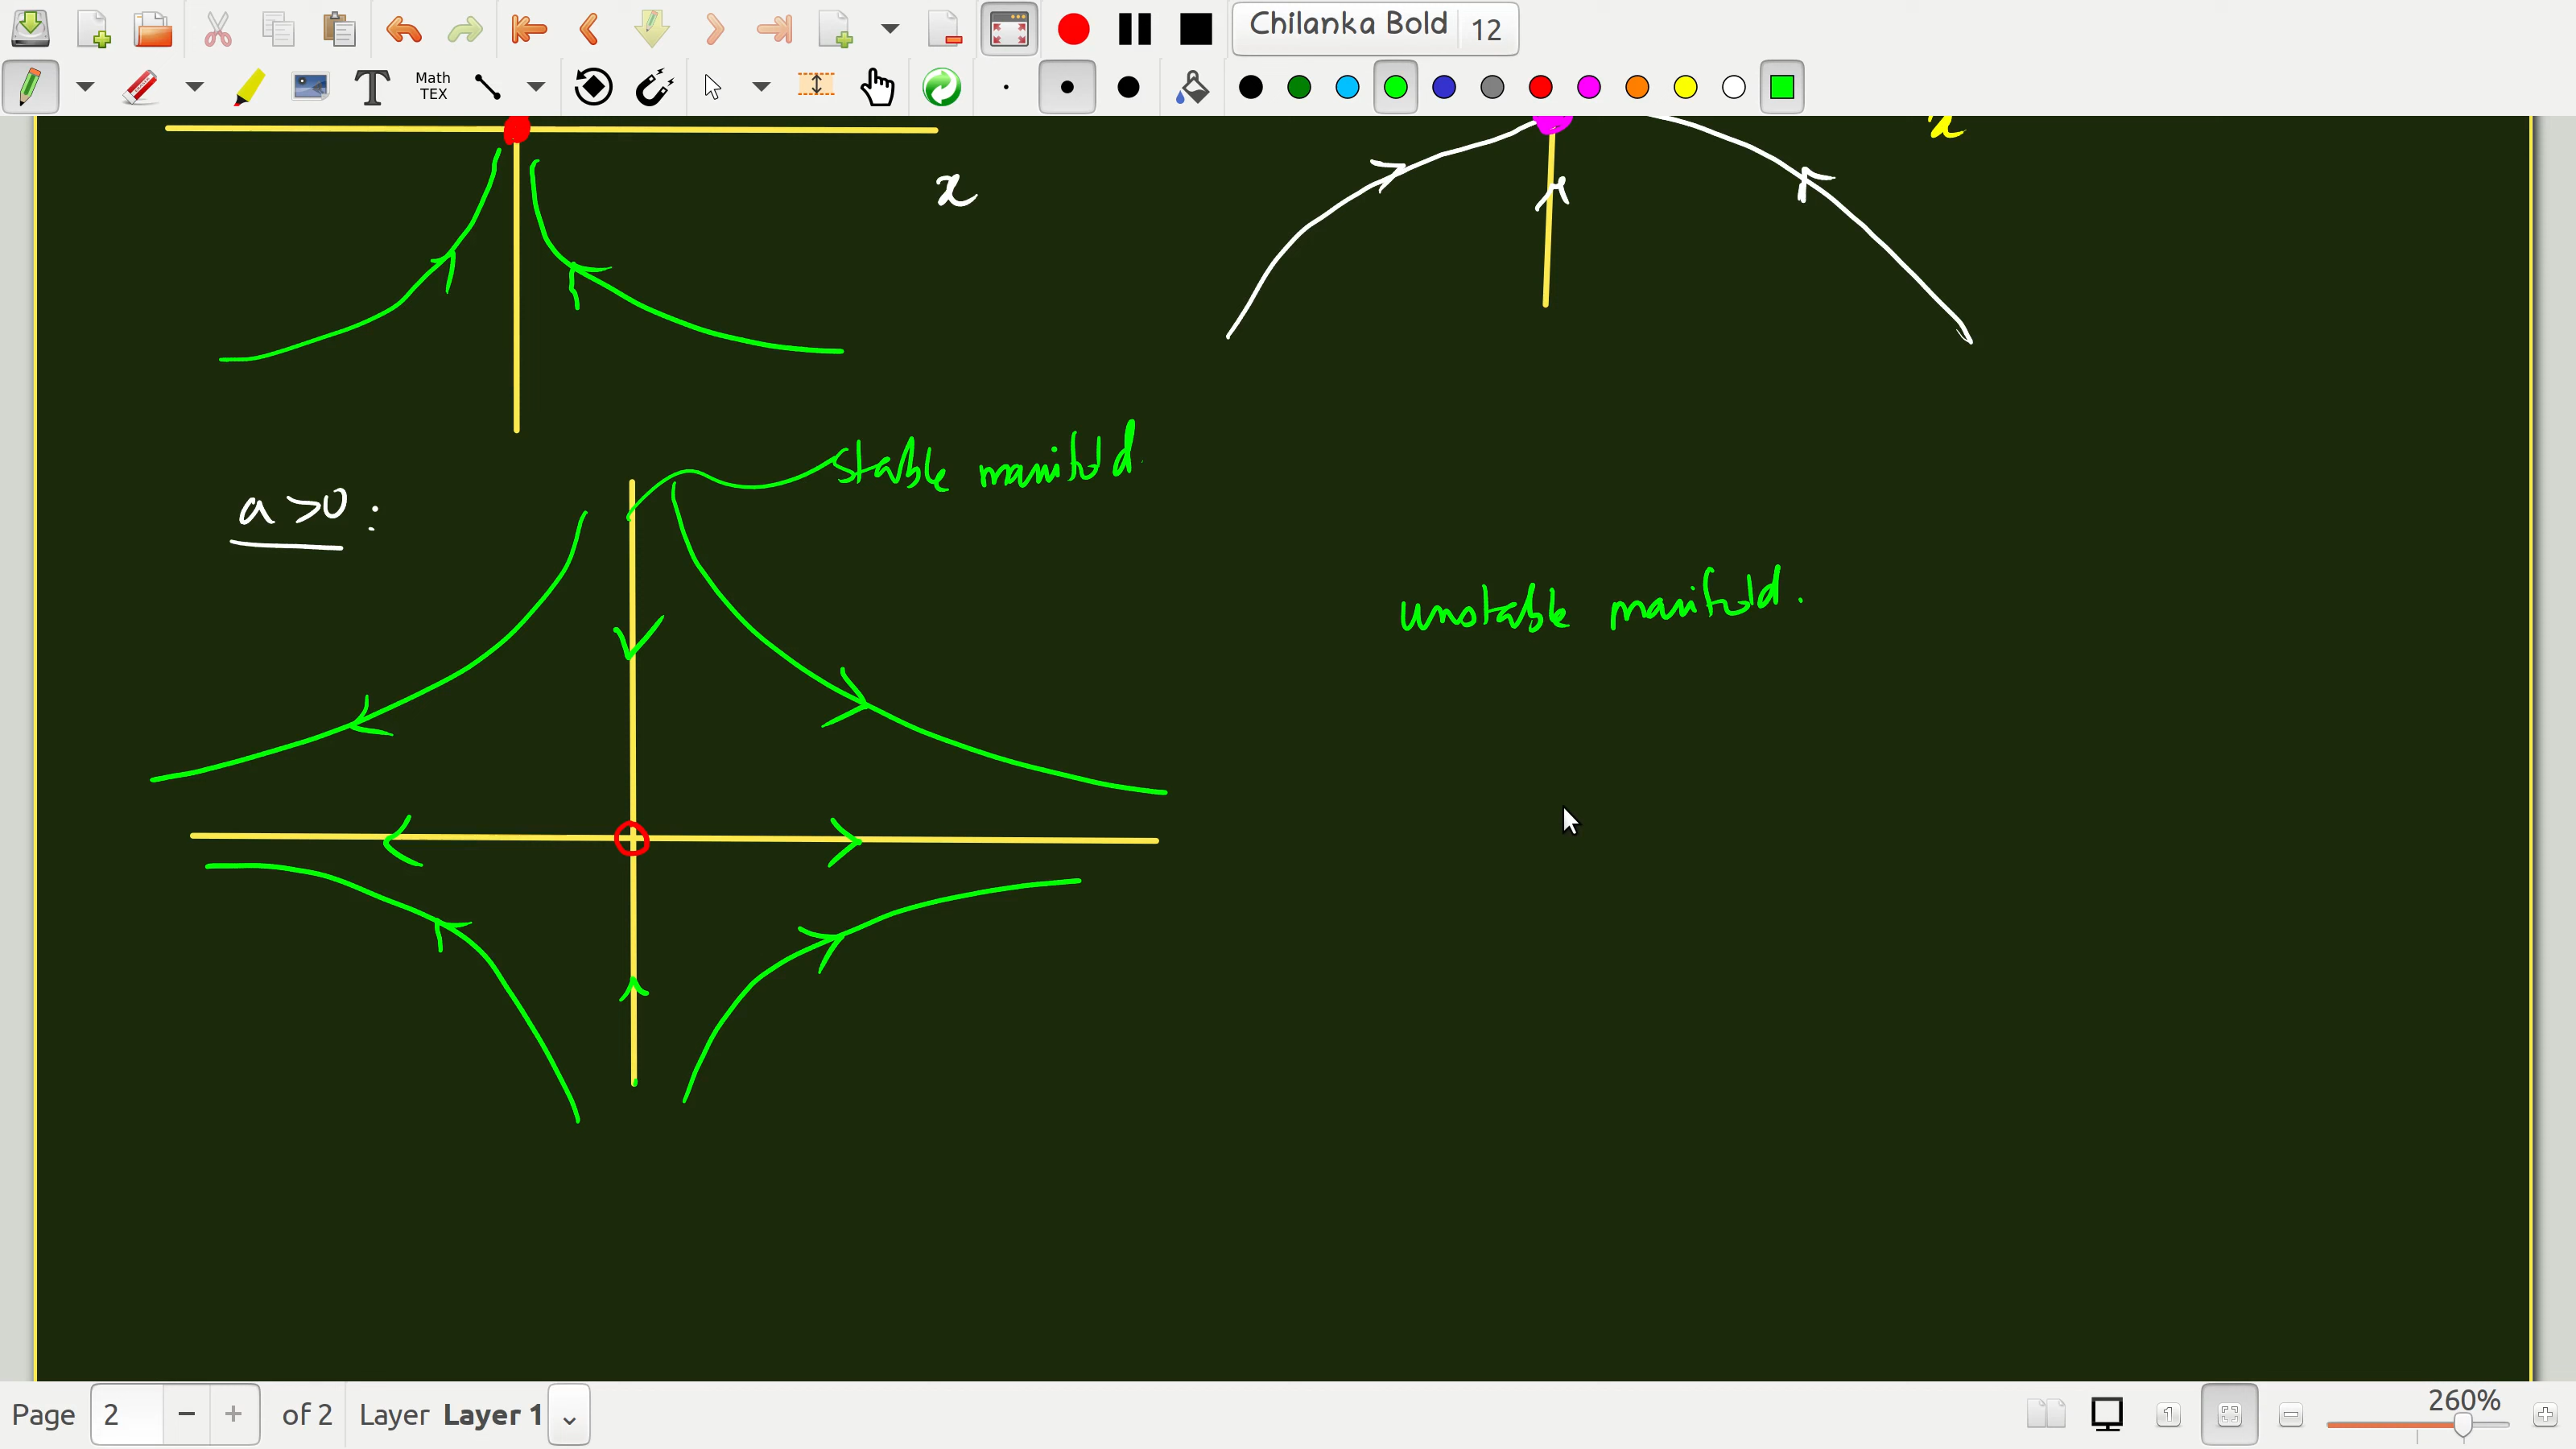 Chilanka Bold 12
Math
TEX
x
x
stable manifold.
a>0:
unstable manifold.
Page 2 of 2 Layer Layer 1 260%